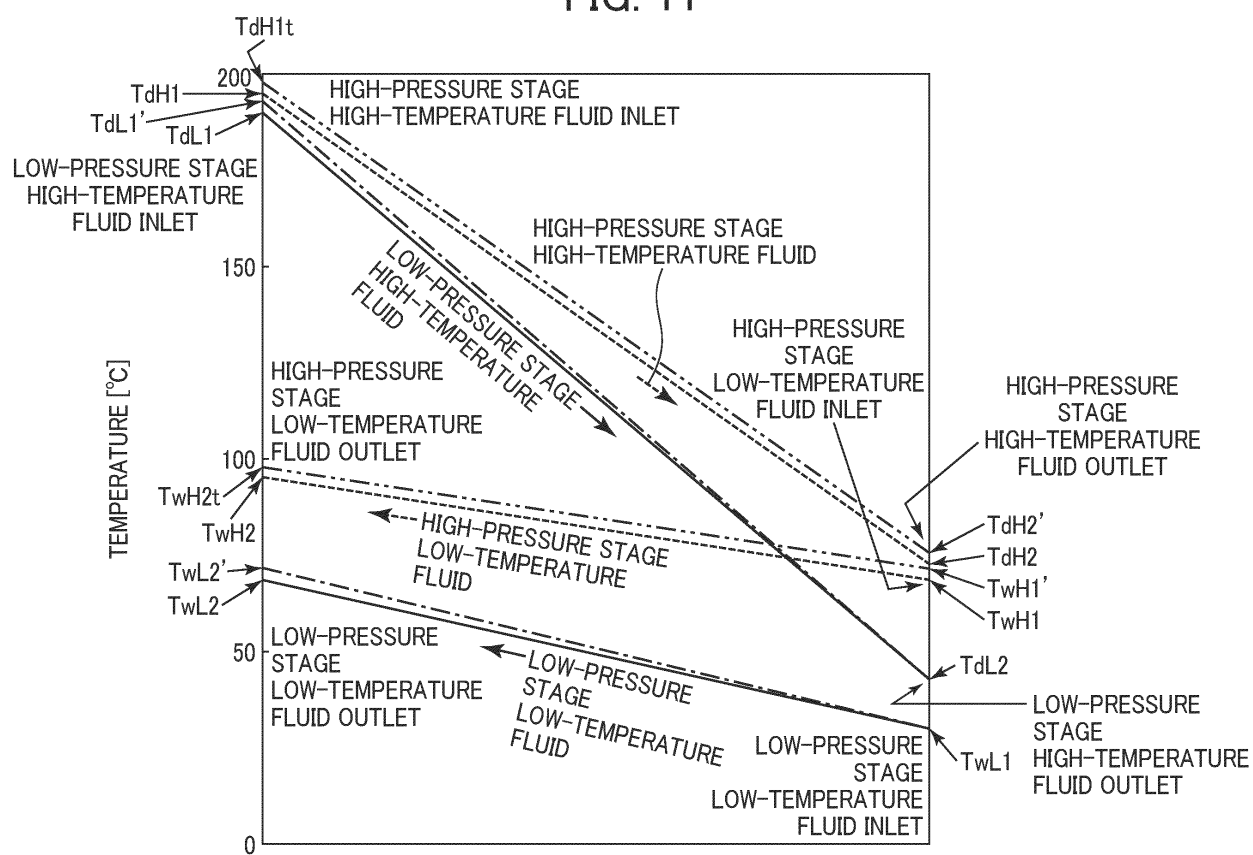 FIG. 11
TdH1t
200
TdH1
TdL1'
TdL1
HIGH-PRESSURE STAGE
HIGH-TEMPERATURE FLUID INLET
LOW-PRESSURE STAGE
HIGH-TEMPERATURE
FLUID INLET
HIGH-PRESSURE STAGE
HIGH-TEMPERATURE FLUID
150
LOW-PRESSURE STAGE
HIGH-TEMPERATURE
FLUID
HIGH-PRESSURE
STAGE
LOW-TEMPERATURE
FLUID INLET
HIGH-PRESSURE
STAGE
LOW-TEMPERATURE
FLUID OUTLET
HIGH-PRESSURE
STAGE
HIGH-TEMPERATURE
FLUID OUTLET
TEMPERATURE [°C]
100
TwH2t
TwH2
HIGH-PRESSURE STAGE
LOW-TEMPERATURE
FLUID
TdH2'
TdH2
TwH1'
TwH1
TwL2'
TwL2
50
LOW-PRESSURE
STAGE
LOW-TEMPERATURE
FLUID OUTLET
LOW-PRESSURE
STAGE
LOW-TEMPERATURE
FLUID
TdL2
LOW-PRESSURE
STAGE
HIGH-TEMPERATURE
FLUID OUTLET
TwL1
LOW-PRESSURE
STAGE
LOW-TEMPERATURE
FLUID INLET
0